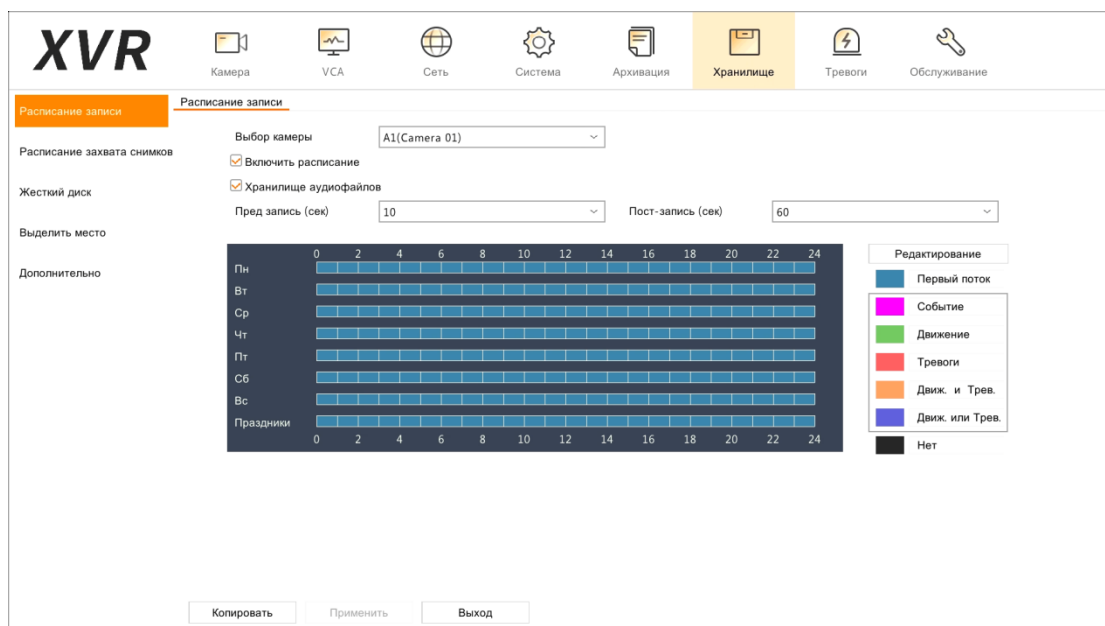 XVR
Камера VCA Сеть Система Архивация Хранилище Тревоги Обслуживание
Расписание записи
Расписание захвата снимков
Жесткий диск
Выделить место
Дополнительно
Расписание записи
Выбор камеры A1(Camera 01)
Включить расписание
Хранилище аудиофайлов
Пред запись (сек) 10 Пост-запись (сек) 60
0 2 4 6 8 10 12 14 16 18 20 22 24
Пн
Вт
Ср
Чт
Пт
Сб
Вс
Праздники
0 2 4 6 8 10 12 14 16 18 20 22 24
Редактирование
Первый поток
Событие
Движение
Тревоги
Движ. и Трев.
Движ. или Трев.
Нет
Копировать Применить Выход